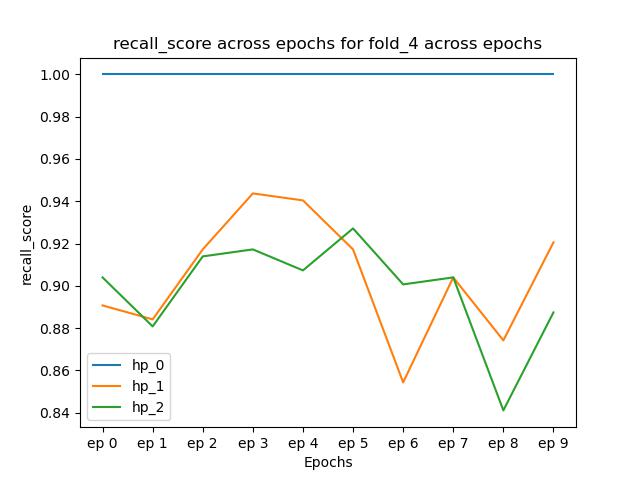 recall_score across epochs for fold_4 across epochs
1.00
0.98
0.96
0.94
0.92
0.90
0.88
0.86
0.84
recall_score
hp_0
hp_1
hp_2
ep 0 ep 1 ep 2 ep 3 ep 4 ep 5 ep 6 ep 7 ep 8 ep 9
Epochs